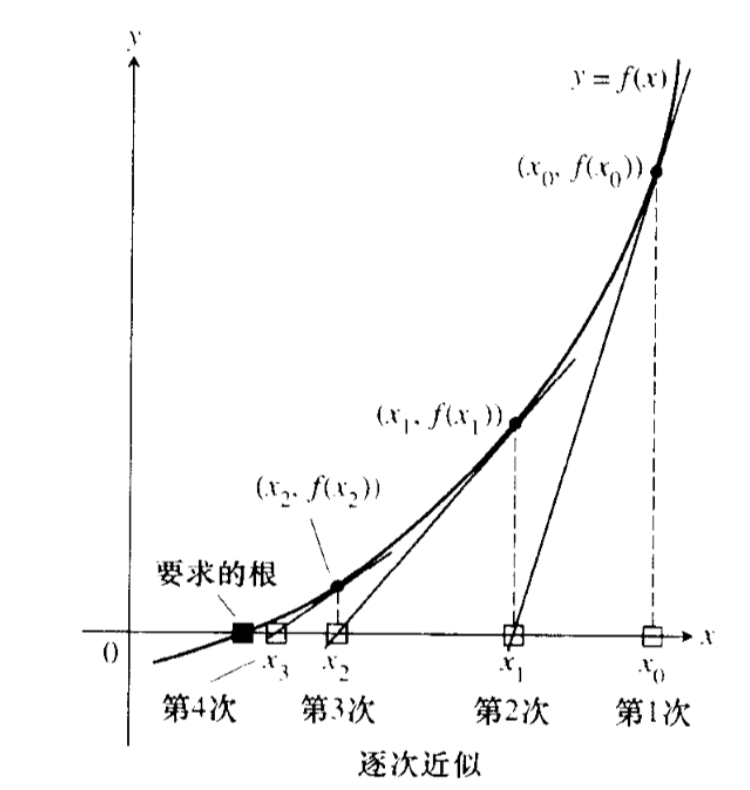 y
y = f(x)
(x₀, f(x₀))
(x₁, f(x₁))
(x₂, f(x₂))
要求的根
0
x₃
x₂
x₁
x₀
x
第4次
第3次
第2次
第1次
逐次近似